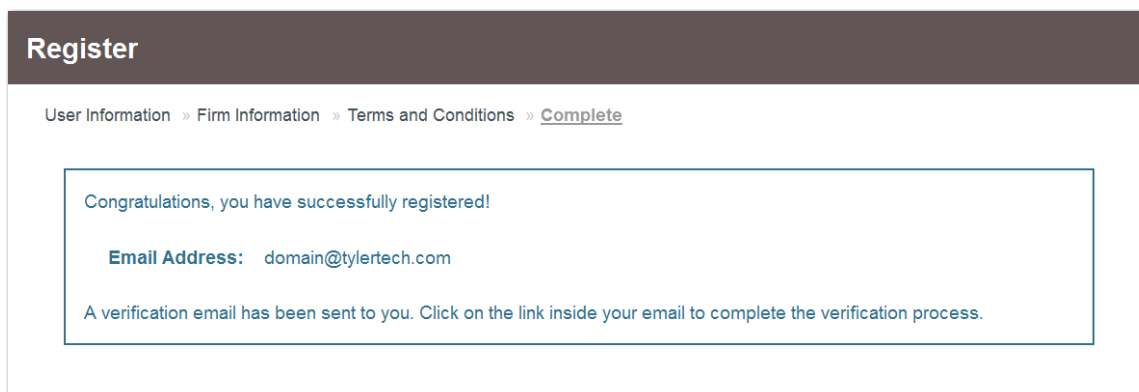 Register
User Information » Firm Information » Terms and Conditions » Complete
Congratulations, you have successfully registered!
Email Address: domain@tylertech.com
A verification email has been sent to you. Click on the link inside your email to complete the verification process.